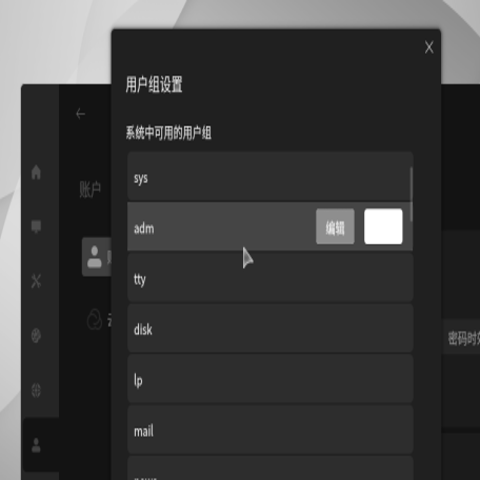 用户组设置
系统中可用的用户组
账户
sys
adm
编辑
tty
disk
密码时效
lp
mail